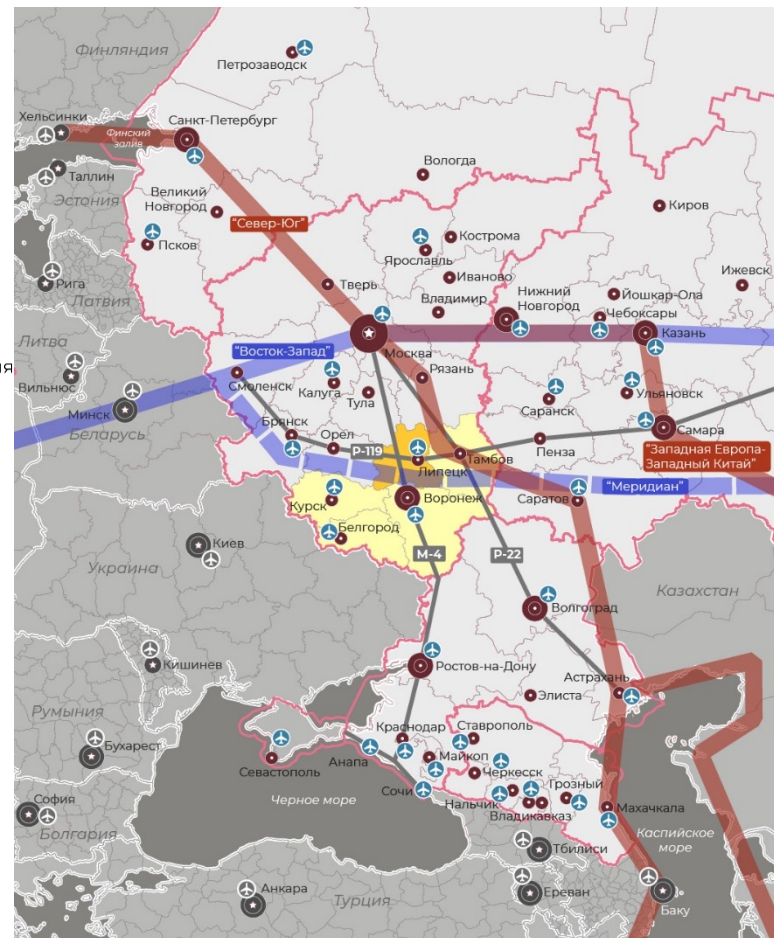 ФИНЛЯНДИЯ
Петрозаводск
Хельсинки
Финский
залив
Санкт-Петербург
Таллин
ЭСТОНИЯ
Вологда
Великий
Новгород
"Север-Юг"
Киров
Псков
Кострома
Ярославль
Рига
ЛАТВИЯ
Иваново
Ижевск
Тверь
Нижний
Новгород
Йошкар-Ола
Владимир
Чебоксары
Казань
ЛИТВА
Москва
"Восток-Запад"
ия
Вильнюс
Смоленск
Рязань
Калуга
Тула
Ульяновск
Саранск
Минск
БЕЛАРУСЬ
Самара
Брянск
Орёл
Р-119
Тамбов
Пенза
"Западная Европа-
Западный Китай"
Липецк
"Меридиан"
Курск
Воронеж
Саратов
Белгород
Киев
М-4
Р-22
УКРАИНА
КАЗАХСТАН
Волгоград
Кишинев
Ростов-на-Дону
Астрахань
Элиста
РУМЫНИЯ
Краснодар
Ставрополь
Бухарест
Севастополь
Анапа
Майкоп
Черкесск
Грозный
София
Сочи
Нальчик
Владикавказ
Махачкала
Черное море
БОЛГАРИЯ
Каспийское
море
Тбилиси
Анкара
ТУРЦИЯ
Ереван
Баку